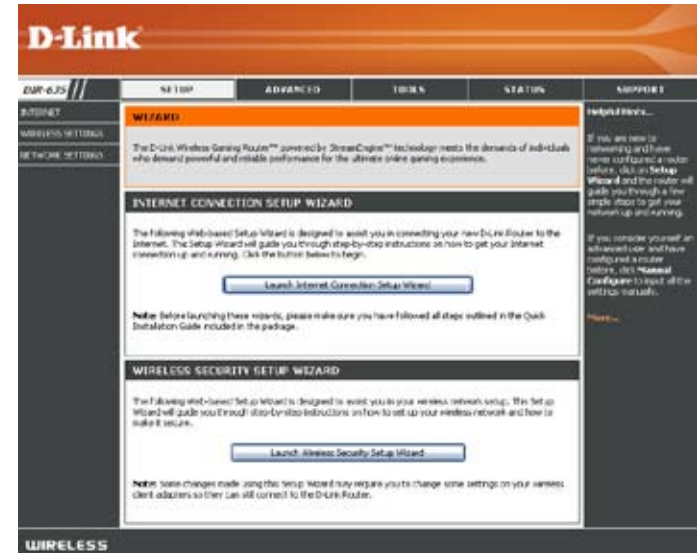 D-Link
SETUP ADVANCED TOOLS STATUS SUPPORT
INTERNET
WIRELESS SETTINGS
NETWORK SETTINGS
WIZARD
The D-Link Wireless Gaming Router™ powered by StreamEngine™ technology meets the demands of individuals
who demand powerful and reliable performance for the ultimate online gaming experience.
INTERNET CONNECTION SETUP WIZARD
The following Web-based Setup Wizard is designed to assist you in connecting your new D-Link Router to the
Internet. This Setup Wizard will guide you through step-by-step instructions on how to get your Internet
connection up and running. Click the button below to begin.
Launch Internet Connection Setup Wizard
Note: Before launching these wizards, please make sure you have followed all steps outlined in the Quick
Installation Guide included in the package.
WIRELESS SECURITY SETUP WIZARD
The following Web-based Setup Wizard is designed to assist you in your wireless network setup. This Setup
Wizard will guide you through step-by-step instructions on how to set up your wireless network and how to
make it secure.
Launch Wireless Security Setup Wizard
Note: Some changes made using this Setup Wizard may require you to change some settings on your wireless
client adapters so they can still connect to the D-Link Router.
Helpful Hints...
If you are new to
networking and have
never configured a router
before, click on Setup
Wizard and the router will
guide you through a few
simple steps to get your
network up and running.
If you consider yourself an
advanced user and have
configured a router
before, click Manual
Configure to input all the
settings manually.
More...
WIRELESS